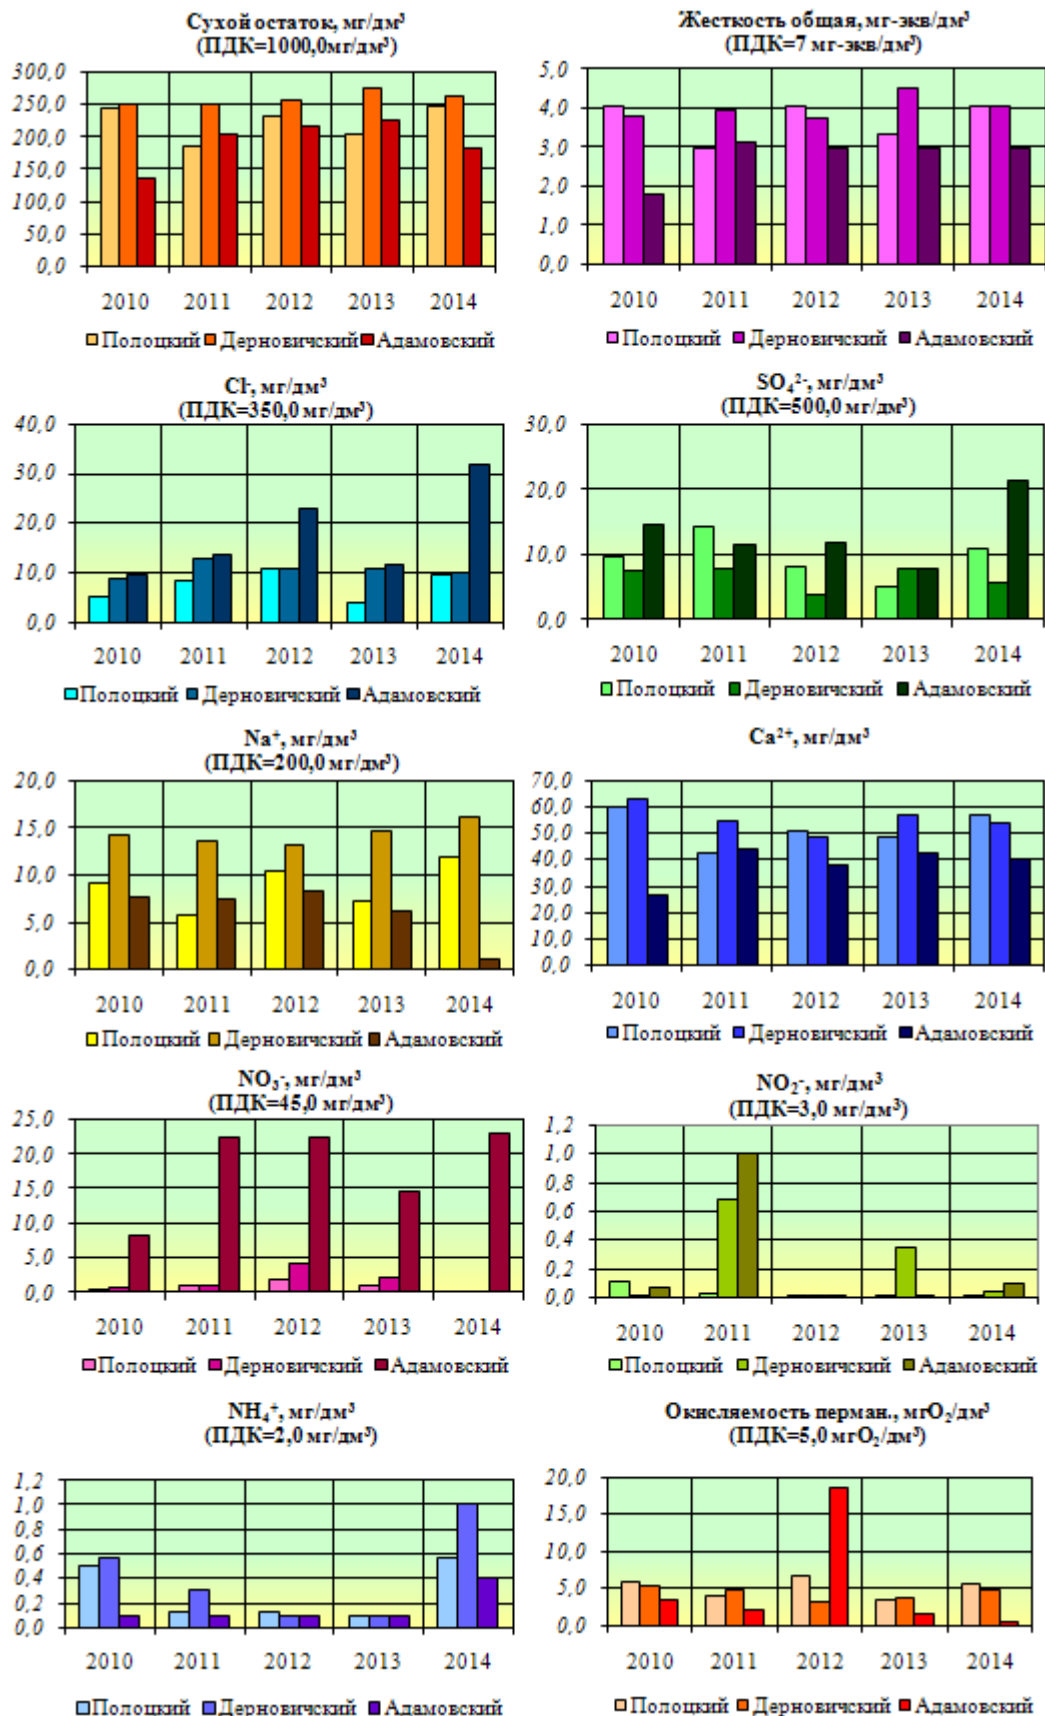 Сухой остаток, мг/дм³
(ПДК=1000,0мг/дм³)
300,0
250,0
200,0
150,0
100,0
50,0
0,0
2010 2011 2012 2013 2014
Полоцкий Дерновичский Адамовский
Жесткость общая, мг-экв/дм³
(ПДК=7 мг-экв/дм³)
5,0
4,0
3,0
2,0
1,0
0,0
2010 2011 2012 2013 2014
Полоцкий Дерновичский Адамовский
Cl⁻, мг/дм³
(ПДК=350,0 мг/дм³)
40,0
30,0
20,0
10,0
0,0
2010 2011 2012 2013 2014
Полоцкий Дерновичский Адамовский
SO₄²⁻, мг/дм³
(ПДК=500,0 мг/дм³)
30,0
20,0
10,0
0,0
2010 2011 2012 2013 2014
Полоцкий Дерновичский Адамовский
Na⁺, мг/дм³
(ПДК=200,0 мг/дм³)
20,0
15,0
10,0
5,0
0,0
2010 2011 2012 2013 2014
Полоцкий Дерновичский Адамовский
Ca²⁺, мг/дм³
70,0
60,0
50,0
40,0
30,0
20,0
10,0
0,0
2010 2011 2012 2013 2014
Полоцкий Дерновичский Адамовский
NO₃⁻, мг/дм³
(ПДК=45,0 мг/дм³)
25,0
20,0
15,0
10,0
5,0
0,0
2010 2011 2012 2013 2014
Полоцкий Дерновичский Адамовский
NO₂⁻, мг/дм³
(ПДК=3,0 мг/дм³)
1,2
1,0
0,8
0,6
0,4
0,2
0,0
2010 2011 2012 2013 2014
Полоцкий Дерновичский Адамовский
NH₄⁺, мг/дм³
(ПДК=2,0 мг/дм³)
1,2
1,0
0,8
0,6
0,4
0,2
0,0
2010 2011 2012 2013 2014
Полоцкий Дерновичский Адамовский
Окисляемость перман., мгO₂/дм³
(ПДК=5,0 мгO₂/дм³)
20,0
15,0
10,0
5,0
0,0
2010 2011 2012 2013 2014
Полоцкий Дерновичский Адамовский